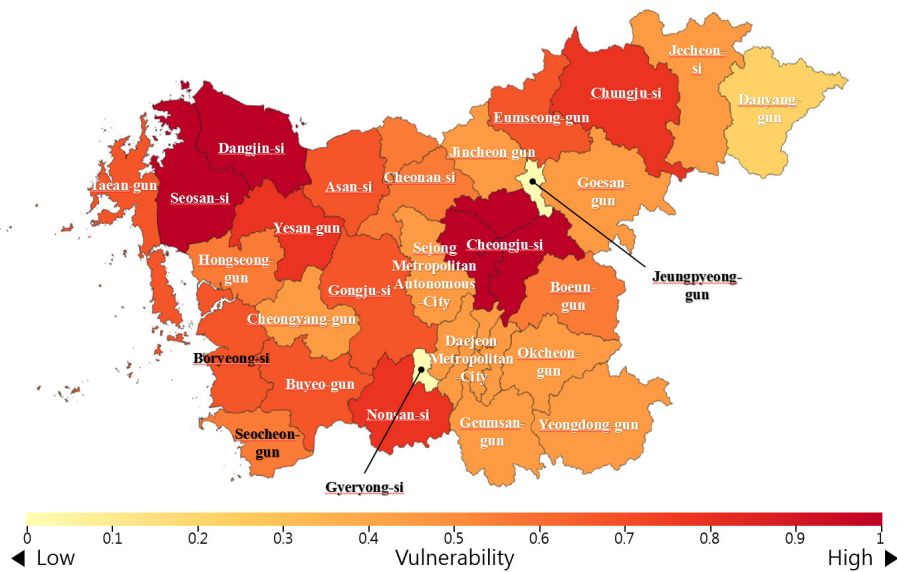 Jecheon-
si
Chungju-si
Danyang-
gun
Eumseong-gun
Dangjin-si
Jincheon gun
Cheonan-si
Asan-si
Taean-gun
Goesan-
gun
Seosan-si
Yesan-gun
Cheongju-si
Sejong
Metropolitan
Autonomous
-City
Hongseong-
gun
Jeungpyeong-
gun
Gongju-si
Boeun-
gun
Cheongyang-gun
Daejeon
Metropolitan
-City
Okcheon-
gun
Boryeong-si
Buyeo-gun
Nonsan-si
Geumsan-
gun
Yeongdong-gun
Seocheon-
gun
Gyeryong-si
0 0.1 0.2 0.3 0.4 0.5 0.6 0.7 0.8 0.9 1
◄ Low Vulnerability High ►